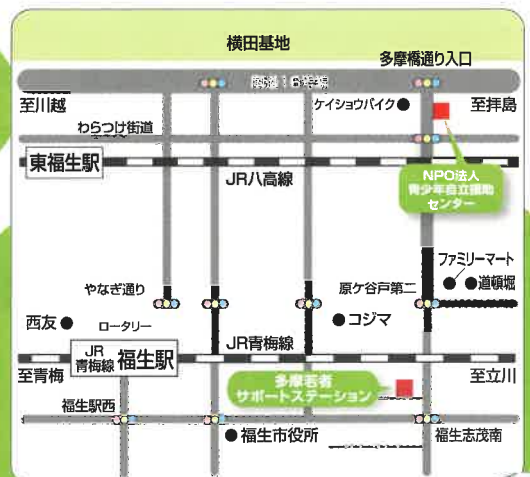 横田基地
多摩橋通り入口
至川越
ケイショウバイク
至拝島
わらつけ街道
東福生駅
JR八高線
NPO法人
青少年自立援助
センター
ファミリーマート
道頓堀
やなぎ通り
原ケ谷戸第二
西友
ロータリー
コジマ
JR青梅線
JR
青梅線
福生駅
至青梅
至立川
多摩若者
サポートステーション
福生駅西
福生市役所
福生志茂南